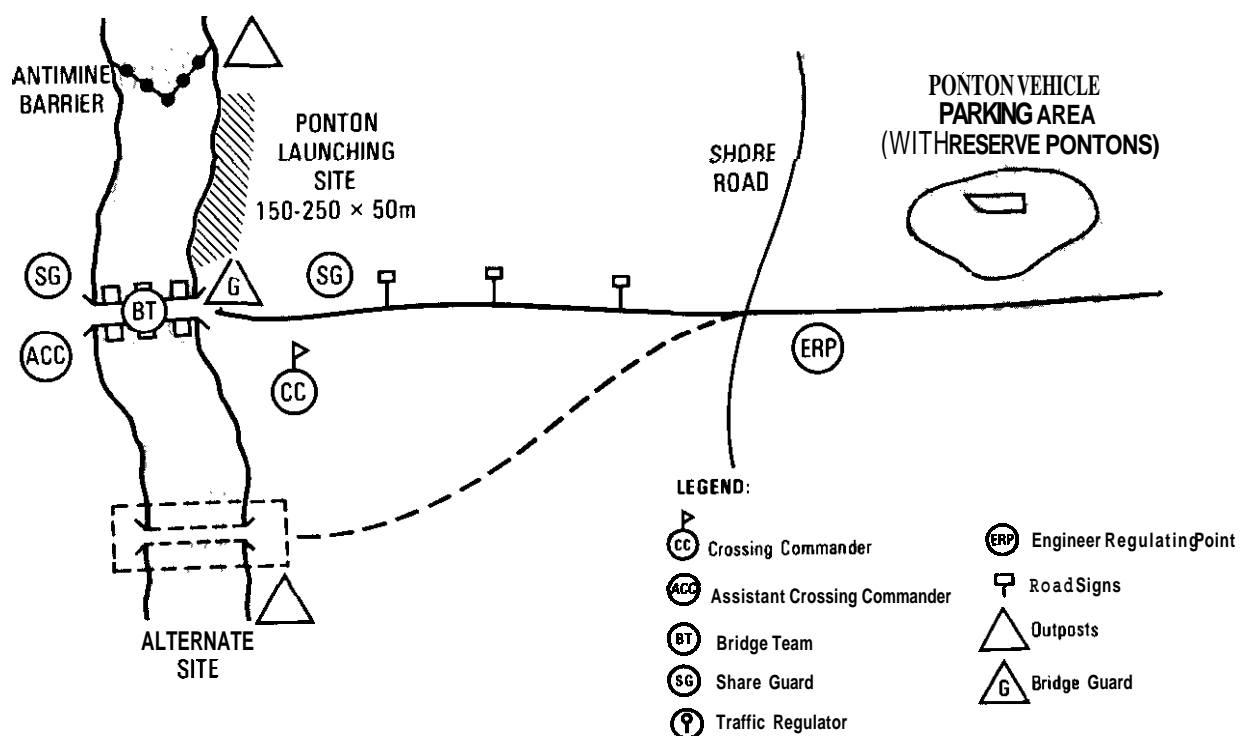 ANTIMINE
BARRIER
PONTON
LAUNCHING
SITE
150-250 × 50m
SHORE
ROAD
PONTON VEHICLE
PARKING AREA
(WITH RESERVE PONTONS)
SG
BT
G
SG
ACC
CC
ERP
ALTERNATE
SITE
LEGEND:
CC Crossing Commander
ACC Assistant Crossing Commander
BT Bridge Team
SG Share Guard
Traffic Regulator
ERP Engineer Regulating Point
Road Signs
Outposts
G Bridge Guard